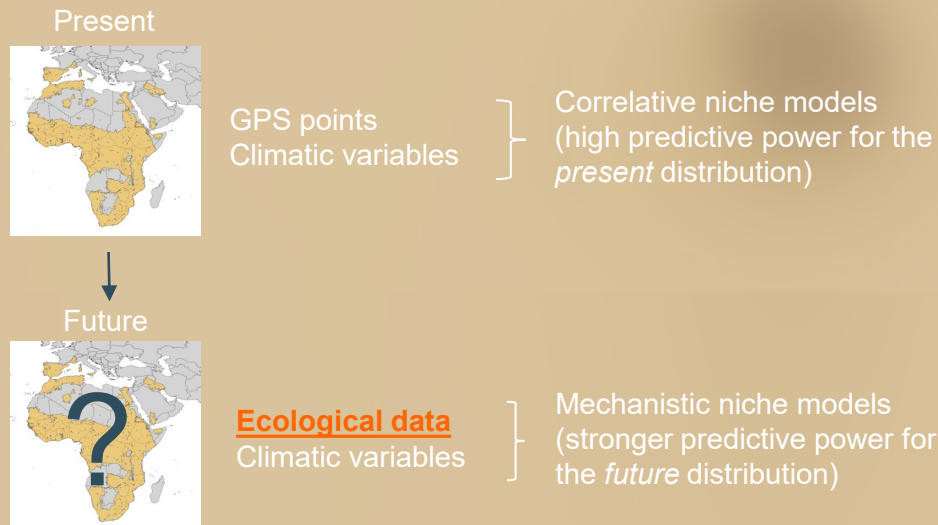 Present
GPS points
Climatic variables
Correlative niche models
(high predictive power for the
present distribution)
Future
?
Ecological data
Climatic variables
Mechanistic niche models
(stronger predictive power for
the future distribution)